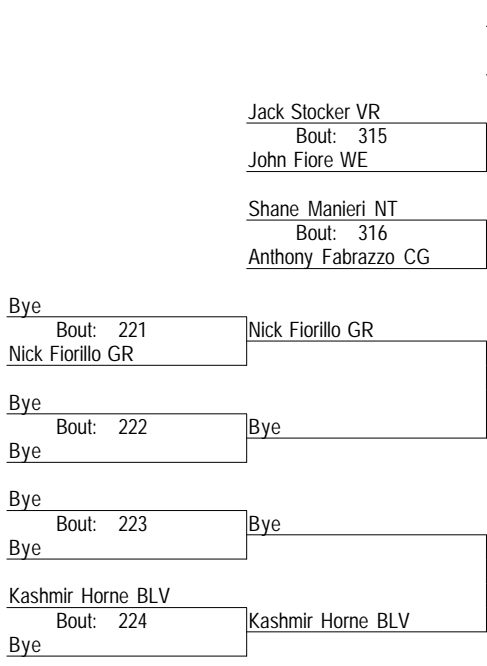 Jack Stocker VR
Bout: 315
John Fiore WE
Shane Manieri NT
Bout: 316
Anthony Fabrazzo CG
Bye
Bout: 221
Nick Fiorillo GR
Nick Fiorillo GR
Bye
Bout: 222
Bye
Bye
Bye
Bout: 223
Bye
Bye
Kashmir Horne BLV
Bout: 224
Kashmir Horne BLV
Bye